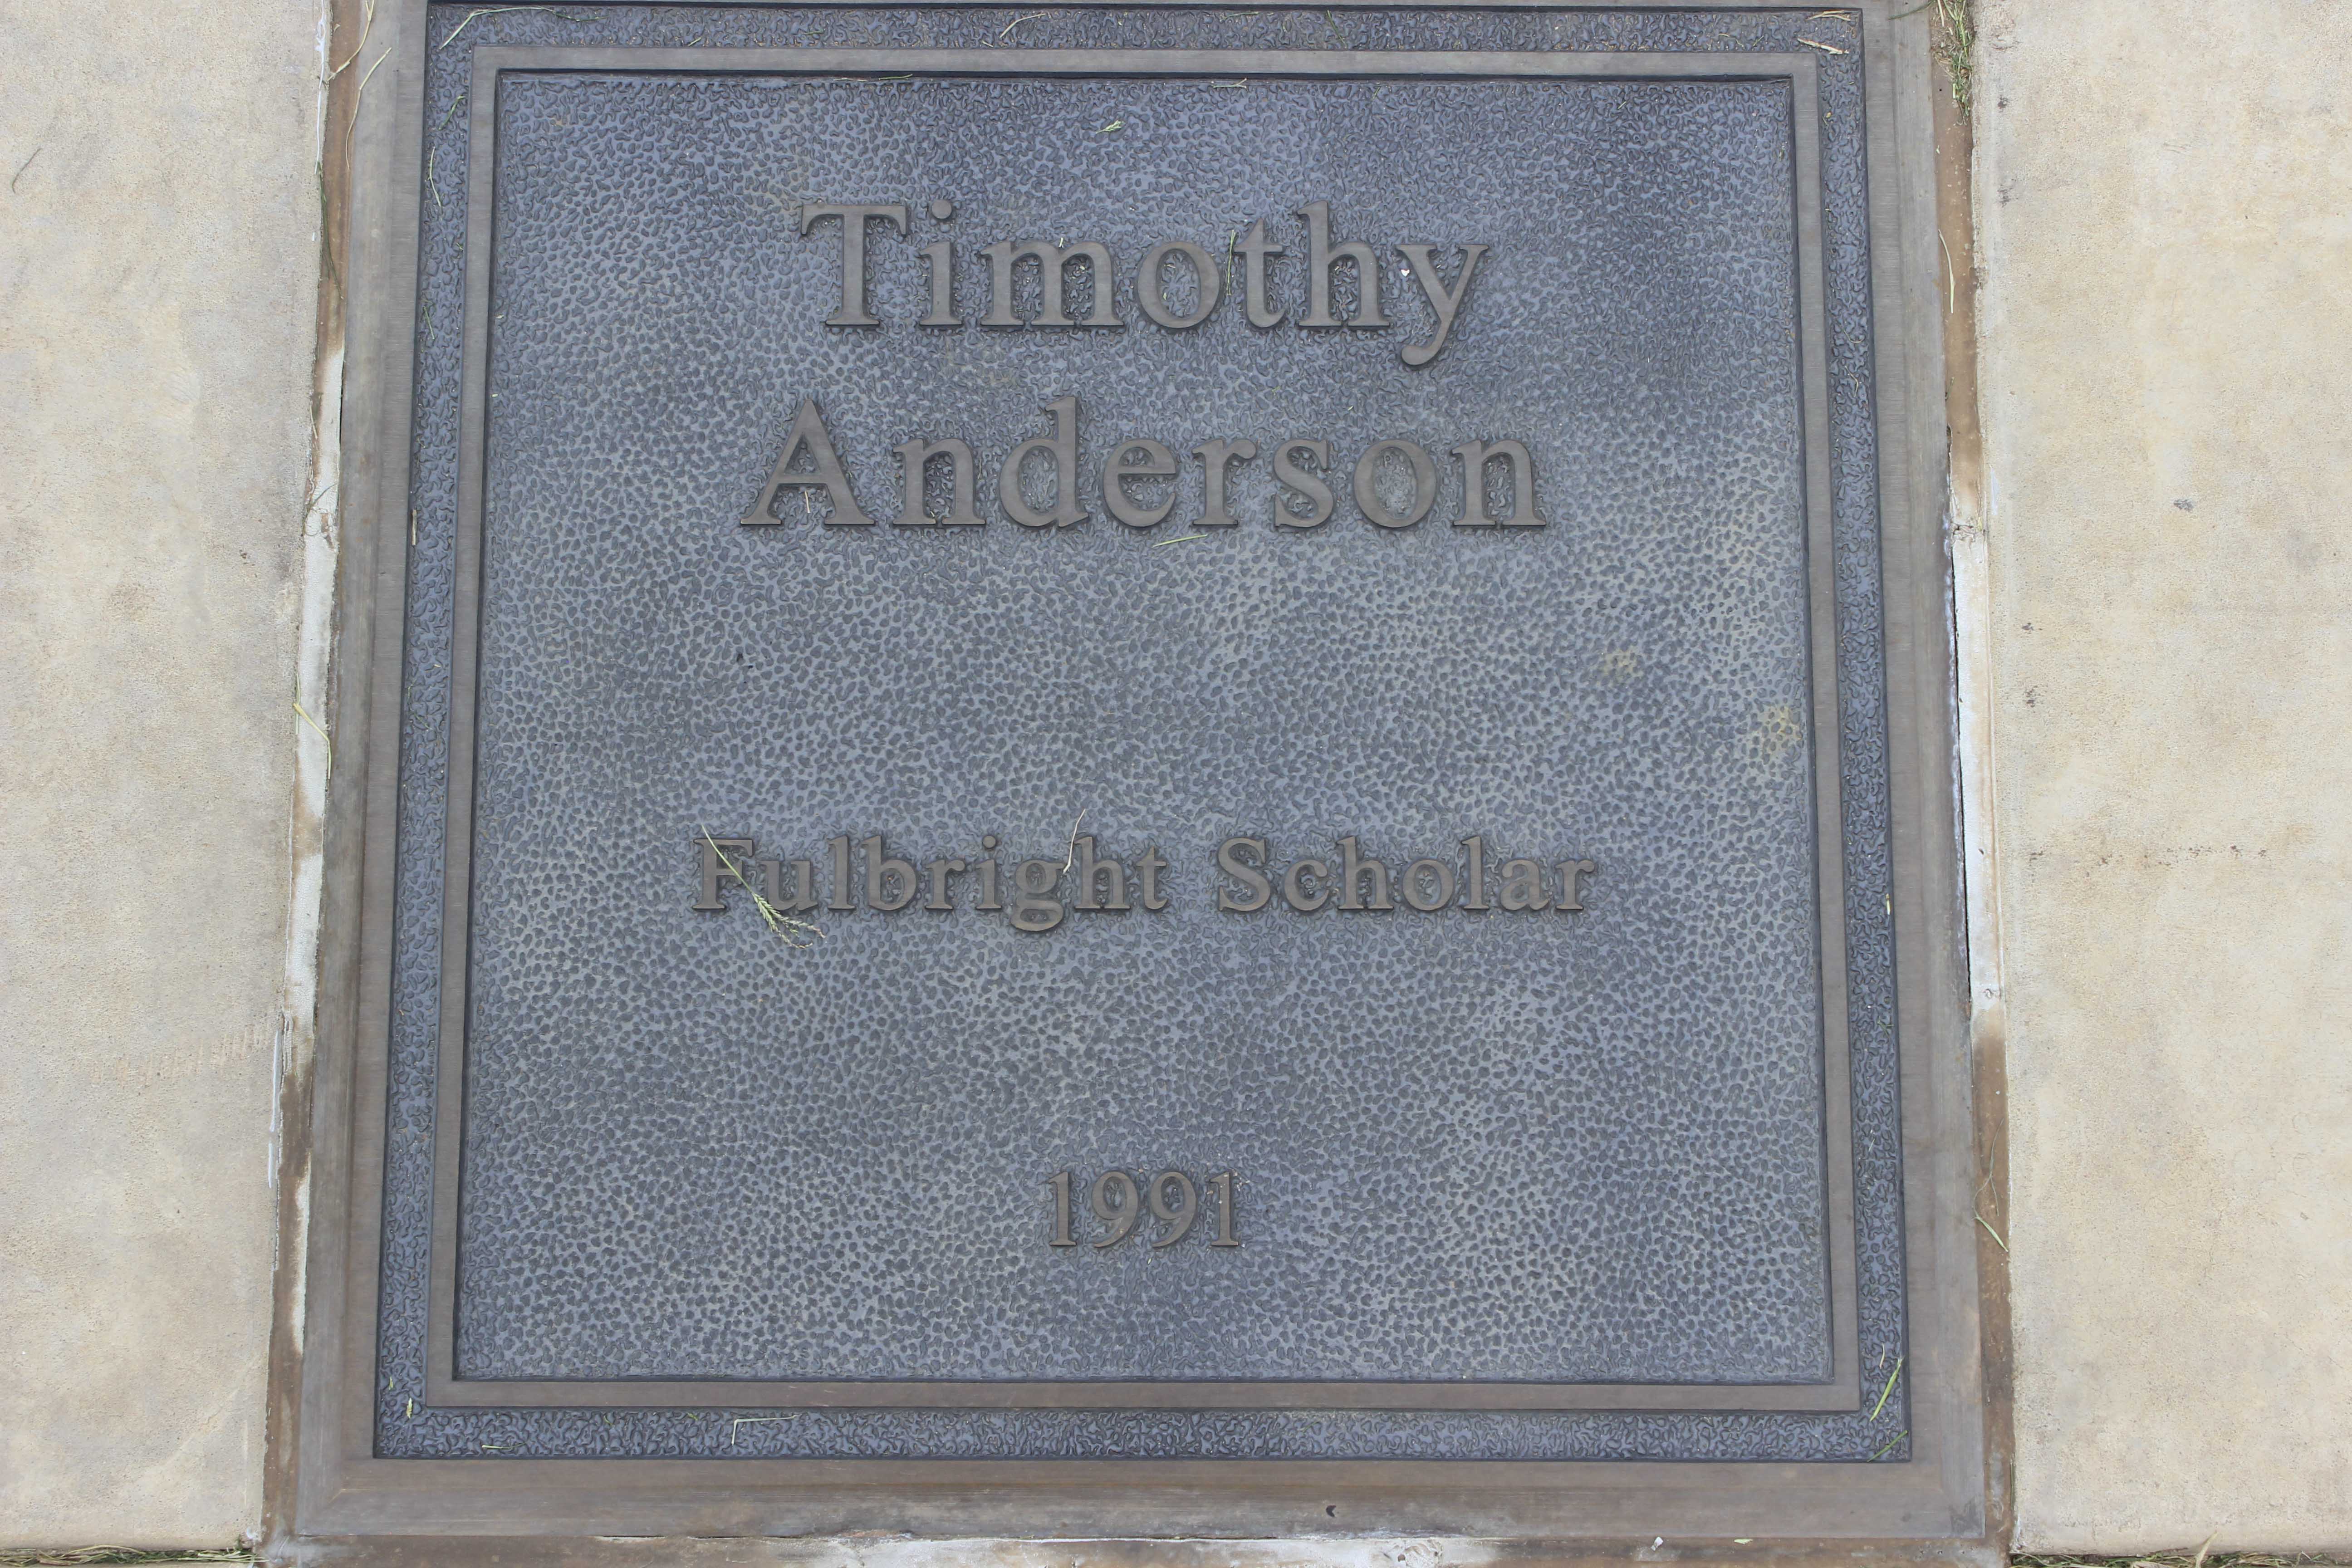 Timothy
Anderson
Fulbright Scholar
1991